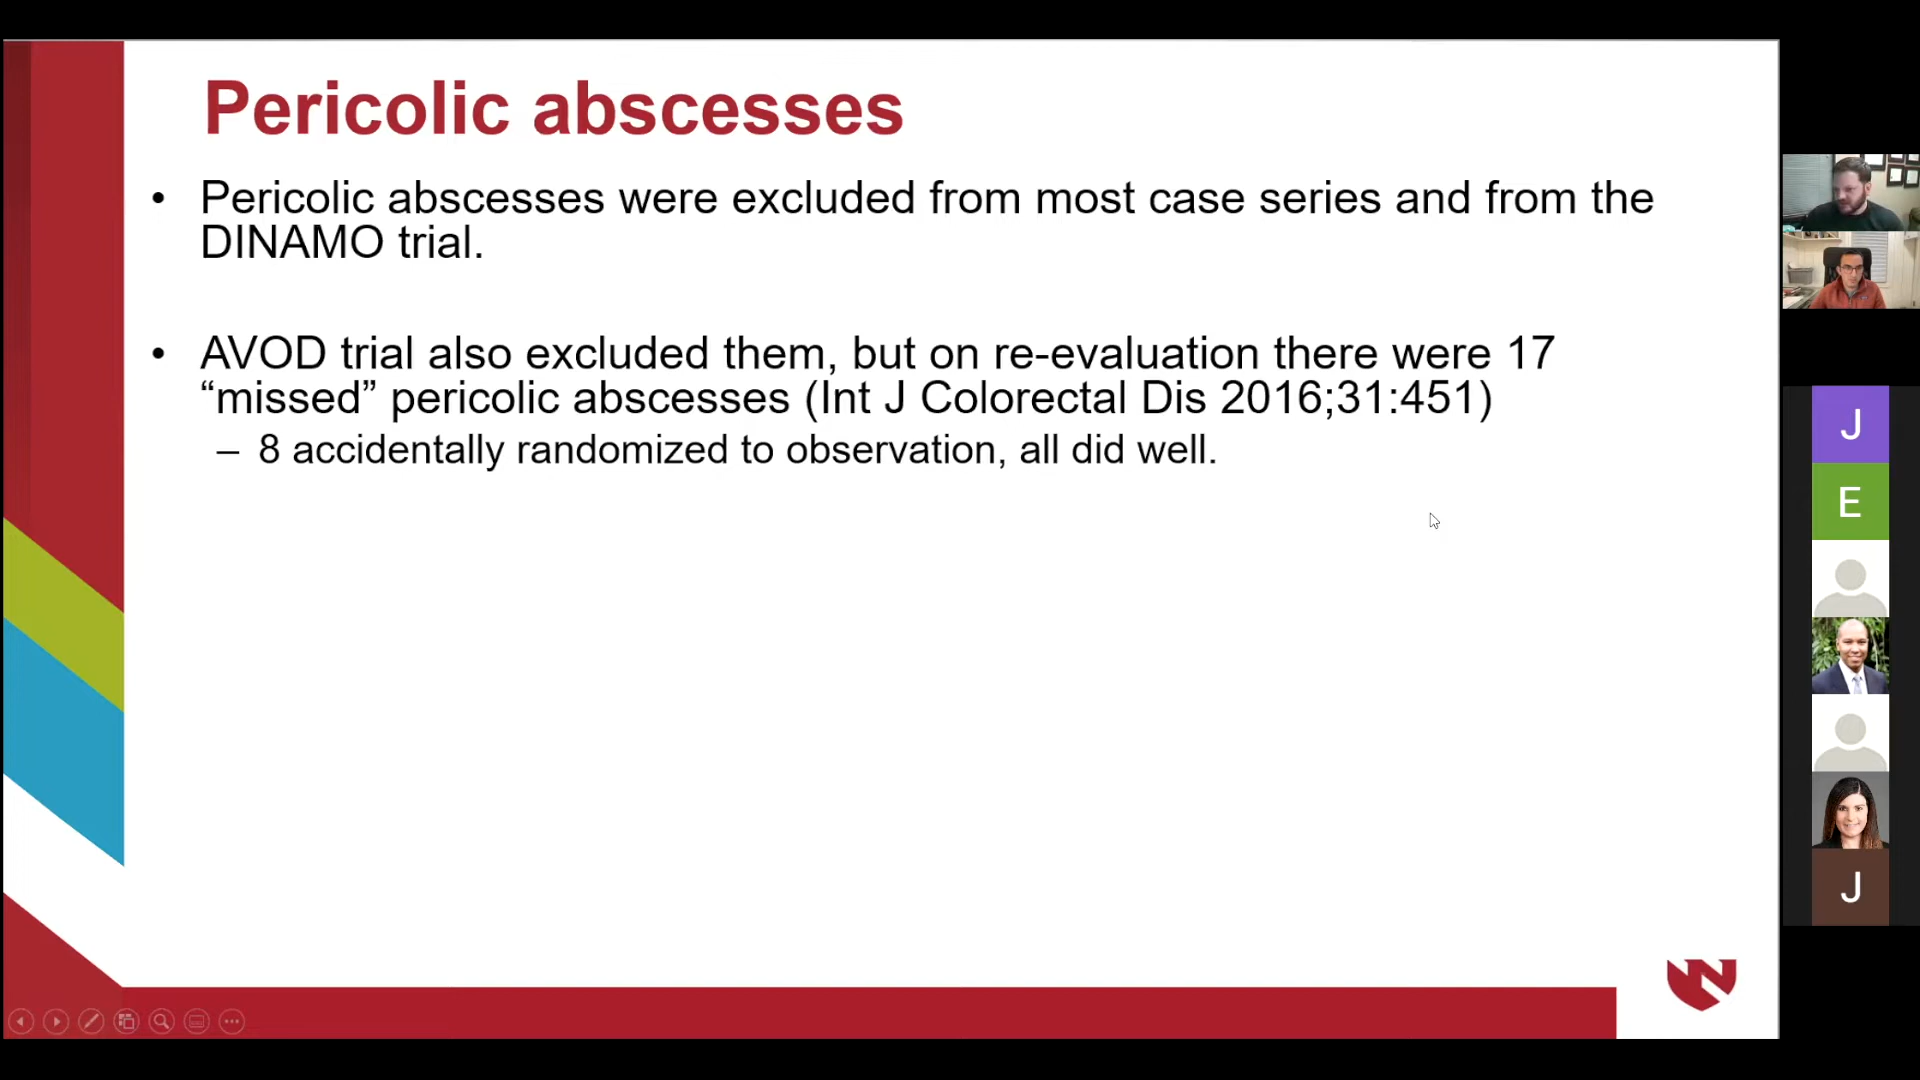 Pericolic abscesses
• Pericolic abscesses were excluded from most case series and from the
DINAMO trial.
• AVOD trial also excluded them, but on re-evaluation there were 17
“missed” pericolic abscesses (Int J Colorectal Dis 2016;31:451)
– 8 accidentally randomized to observation, all did well.
J
E
J